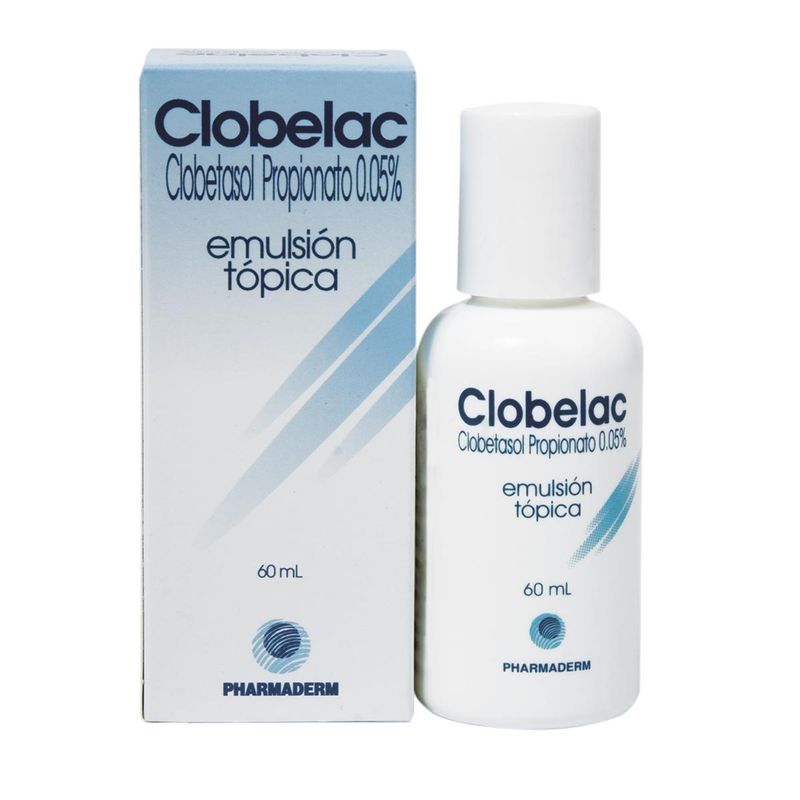 Clobelac
Clobetasol Propionato 0.05%
emulsión
tópica
60 mL
PHARMADERM
Clobelac
Clobetasol Propionato 0.05%
emulsión
tópica
60 mL
PHARMADERM